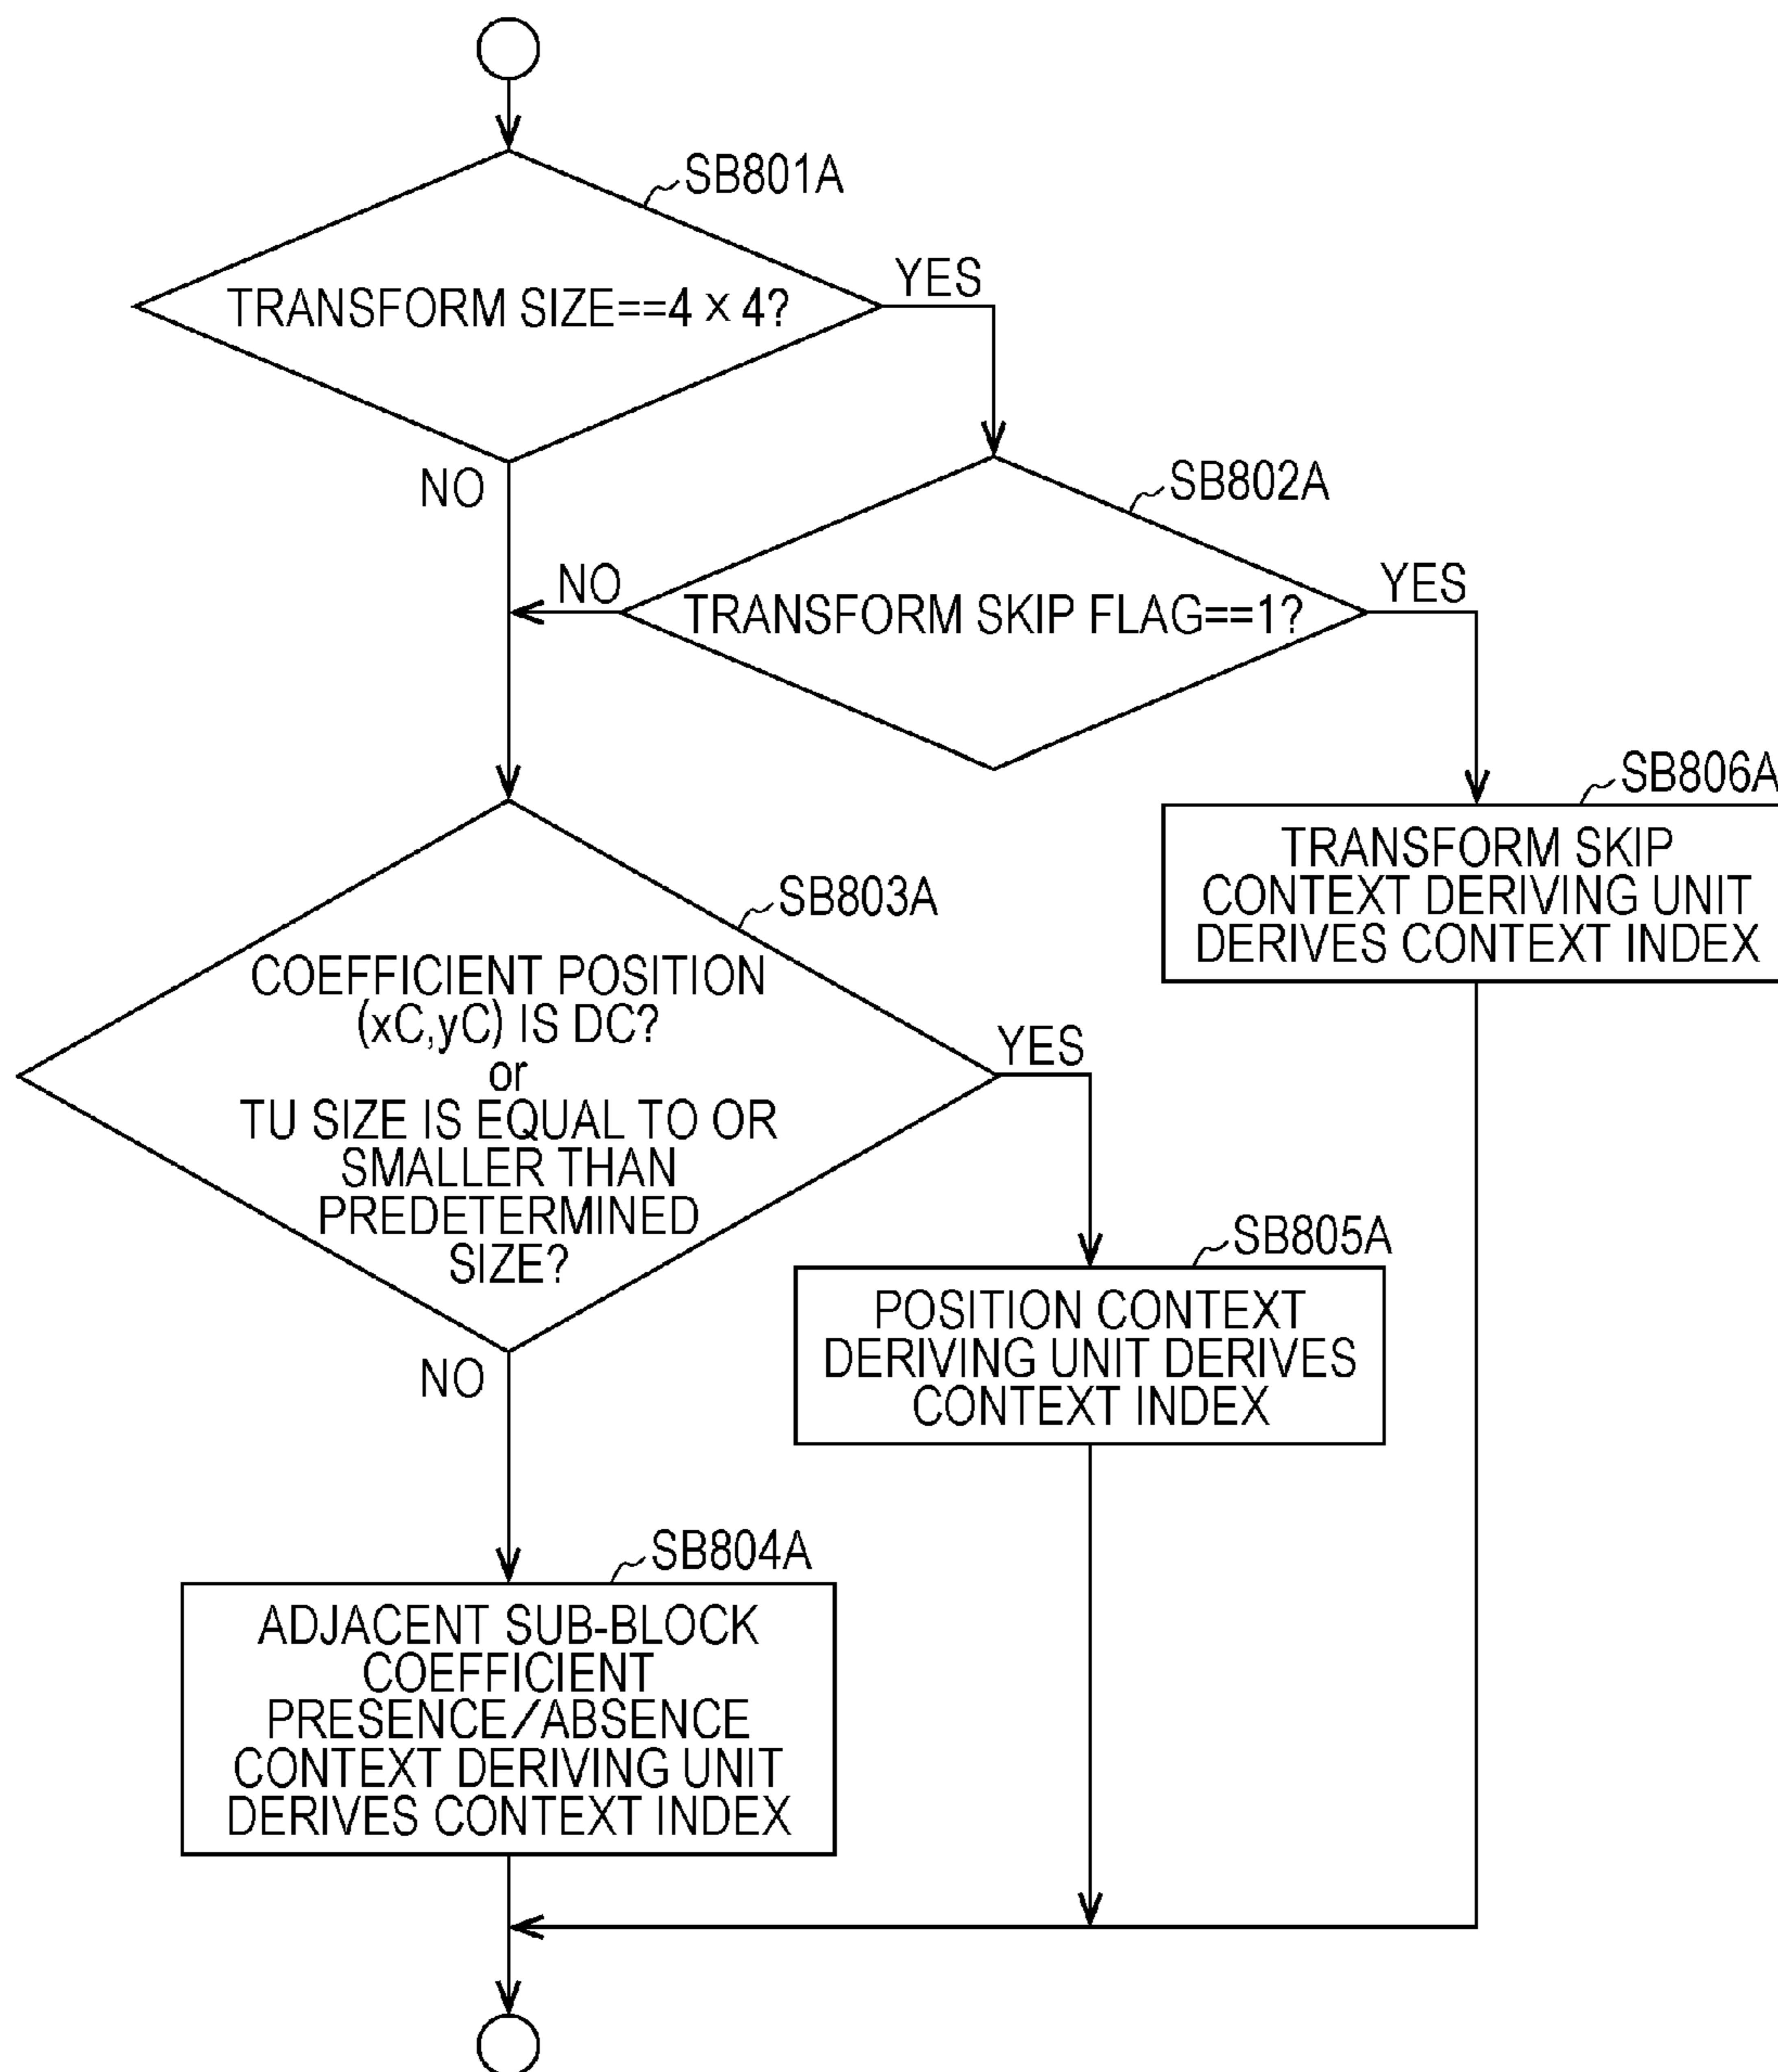 SB801A
TRANSFORM SIZE==4 x 4?
YES
NO
SB802A
TRANSFORM SKIP FLAG==1?
NO
YES
SB806A
TRANSFORM SKIP
CONTEXT DERIVING UNIT
DERIVES CONTEXT INDEX
SB803A
COEFFICIENT POSITION
(xC,yC) IS DC?
or
TU SIZE IS EQUAL TO OR
SMALLER THAN
PREDETERMINED
SIZE?
YES
NO
SB805A
POSITION CONTEXT
DERIVING UNIT DERIVES
CONTEXT INDEX
SB804A
ADJACENT SUB-BLOCK
COEFFICIENT
PRESENCE/ABSENCE
CONTEXT DERIVING UNIT
DERIVES CONTEXT INDEX